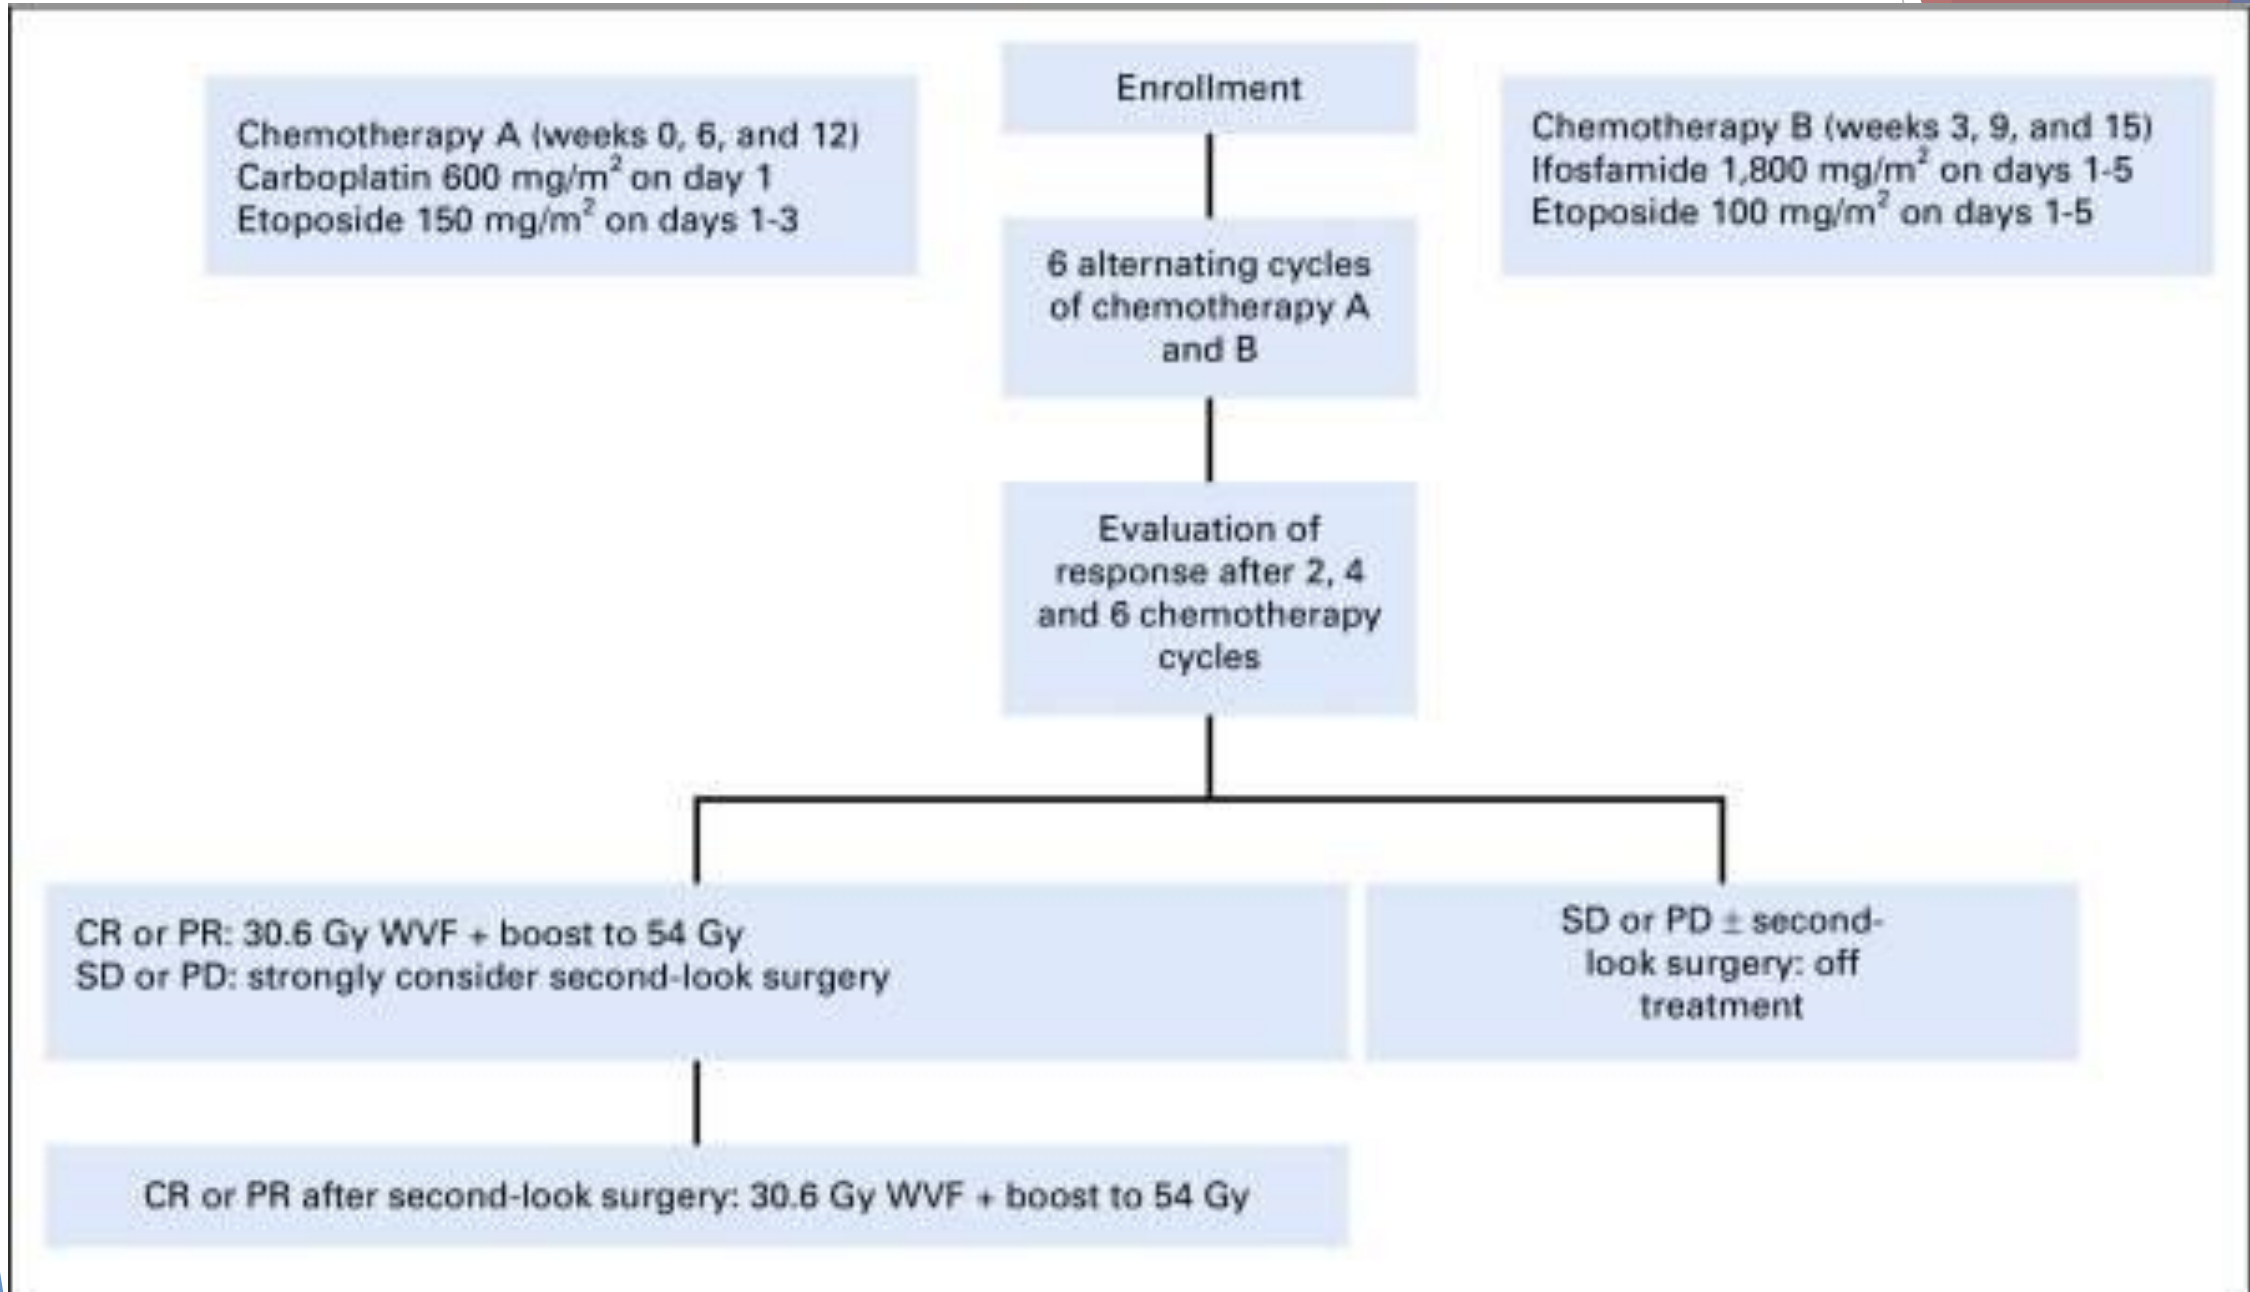 Enrollment
Chemotherapy A (weeks 0, 6, and 12)
Carboplatin 600 mg/m² on day 1
Etoposide 150 mg/m² on days 1-3
Chemotherapy B (weeks 3, 9, and 15)
Ifosfamide 1,800 mg/m² on days 1-5
Etoposide 100 mg/m² on days 1-5
6 alternating cycles
of chemotherapy A
and B
Evaluation of
response after 2, 4
and 6 chemotherapy
cycles
CR or PR: 30.6 Gy WVF + boost to 54 Gy
SD or PD: strongly consider second-look surgery
SD or PD ± second-
look surgery: off
treatment
CR or PR after second-look surgery: 30.6 Gy WVF + boost to 54 Gy